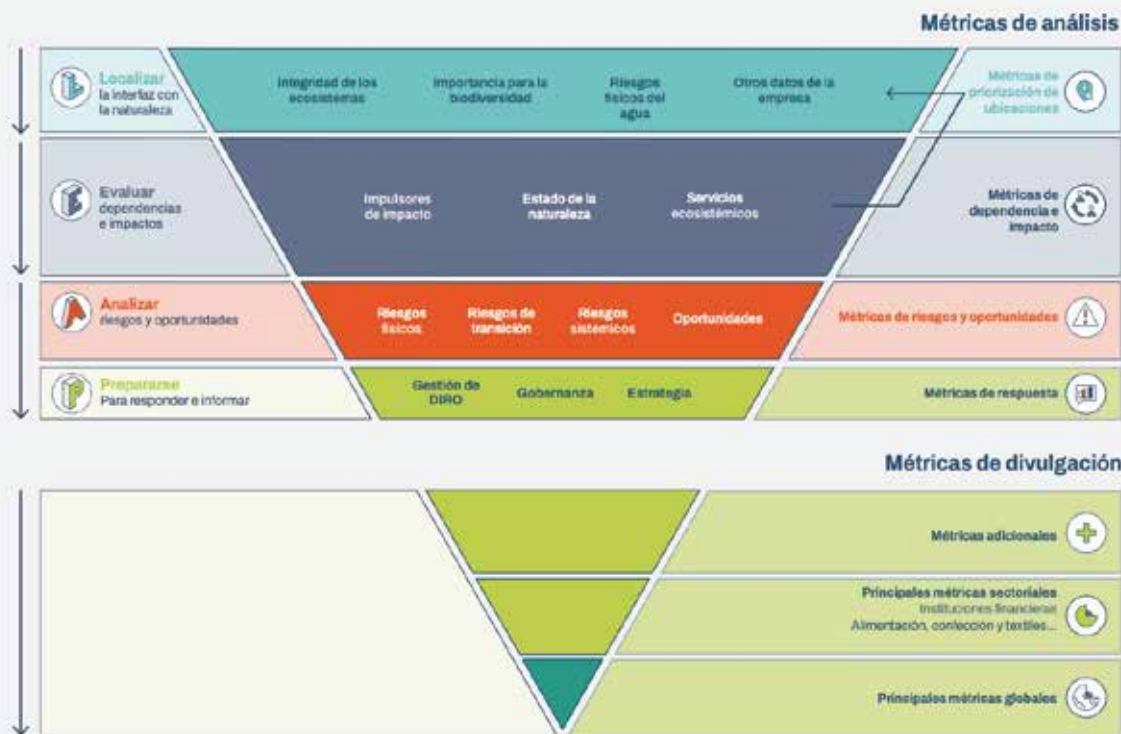 Métricas de análisis
Localizar
la interfaz con
la naturaleza
Integridad de los
ecosistemas
Importancia para la
biodiversidad
Riesgos
físicos del
agua
Otros datos de la
empresa
Métricas de
priorización de
ubicaciones
Evaluar
dependencias
e impactos
Impulsores
de impacto
Estado de la
naturaleza
Servicios
ecosistémicos
Métricas de
dependencia e
impacto
Analizar
riesgos y oportunidades
Riesgos
físicos
Riesgos de
transición
Riesgos
sistémicos
Oportunidades
Métricas de riesgos y oportunidades
Prepararse
Para responder e informar
Gestión de
DIRO
Gobernanza
Estrategia
Métricas de respuesta
Métricas de divulgación
Métricas adicionales
Principales métricas sectoriales
Instituciones financieras
Alimentación, confección y textiles...
Principales métricas globales